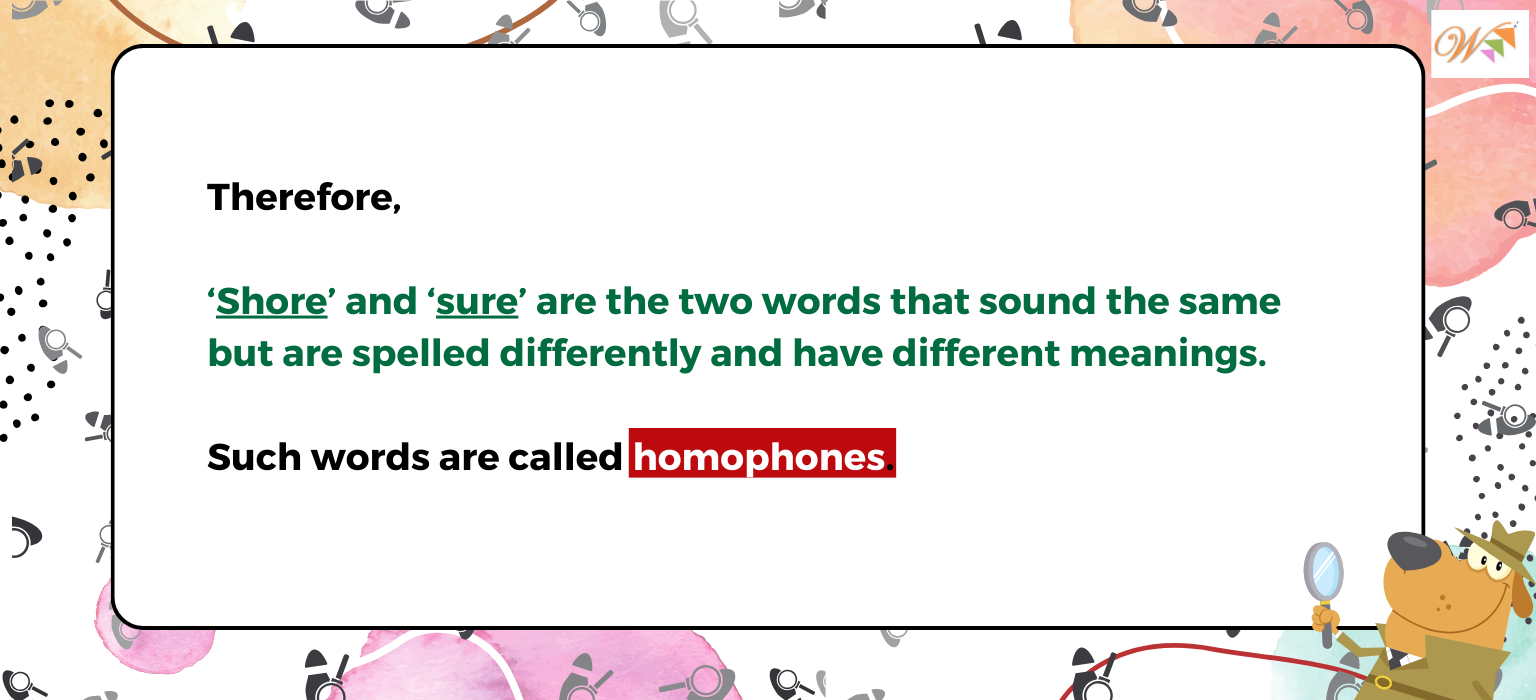 Therefore,
‘Shore’ and ‘sure’ are the two words that sound the same
but are spelled differently and have different meanings.
Such words are called homophones.
W